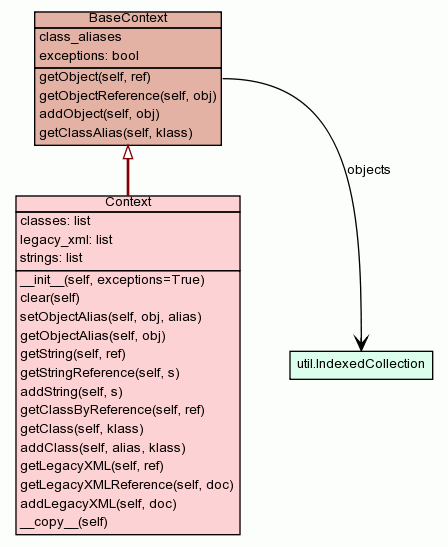 BaseContext
class_aliases
exceptions: bool
getObject(self, ref)
getObjectReference(self, obj)
addObject(self, obj)
getClassAlias(self, klass)
objects
Context
classes: list
legacy_xml: list
strings: list
__init__(self, exceptions=True)
clear(self)
setObjectAlias(self, obj, alias)
getObjectAlias(self, obj)
getString(self, ref)
getStringReference(self, s)
addString(self, s)
getClassByReference(self, ref)
getClass(self, klass)
addClass(self, alias, klass)
getLegacyXML(self, ref)
getLegacyXMLReference(self, doc)
addLegacyXML(self, doc)
__copy__(self)
util.IndexedCollection